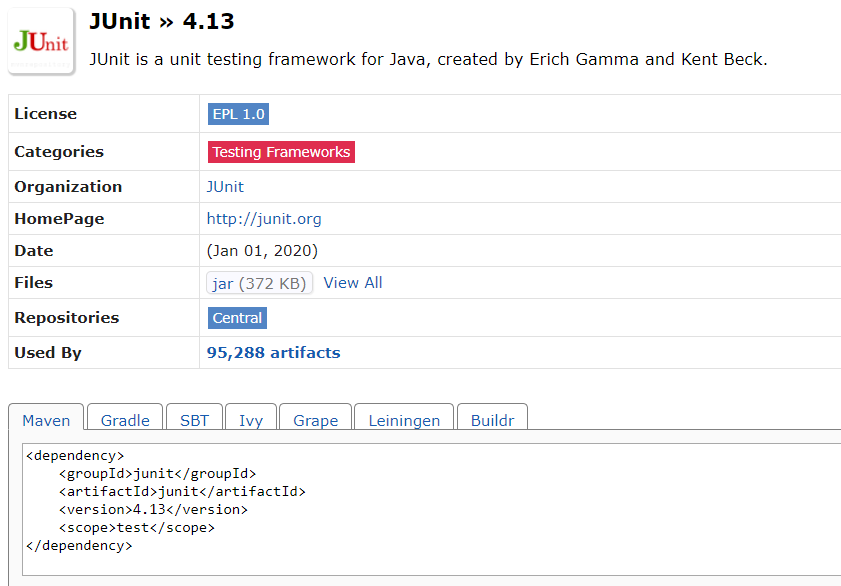 JUnit
JUnit » 4.13
JUnit is a unit testing framework for Java, created by Erich Gamma and Kent Beck.
License EPL 1.0
Categories Testing Frameworks
Organization JUnit
HomePage http://junit.org
Date (Jan 01, 2020)
Files jar (372 KB) View All
Repositories Central
Used By 95,288 artifacts
Maven Gradle SBT Ivy Grape Leiningen Buildr
<dependency>
    <groupId>junit</groupId>
    <artifactId>junit</artifactId>
    <version>4.13</version>
    <scope>test</scope>
</dependency>